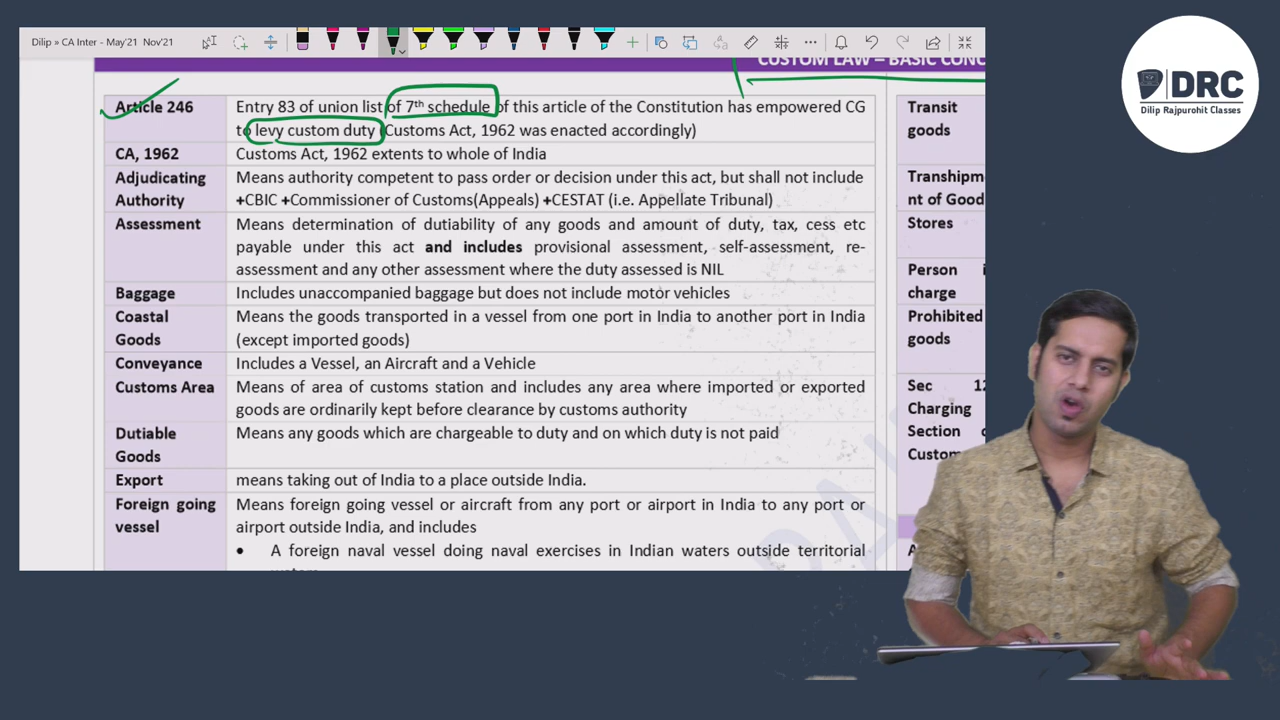 Dilip » CA Inter - May'21 Nov'21
CUSTOM LAW – BASIC CONC
Article 246
Entry 83 of union list of 7th schedule of this article of the Constitution has empowered CG
to levy custom duty (Customs Act, 1962 was enacted accordingly)
CA, 1962
Customs Act, 1962 extents to whole of India
Adjudicating
Authority
Means authority competent to pass order or decision under this act, but shall not include
+CBIC +Commissioner of Customs(Appeals) +CESTAT (i.e. Appellate Tribunal)
Assessment
Means determination of dutiability of any goods and amount of duty, tax, cess etc
payable under this act and includes provisional assessment, self-assessment, re-
assessment and any other assessment where the duty assessed is NIL
Baggage
Includes unaccompanied baggage but does not include motor vehicles
Coastal
Goods
Means the goods transported in a vessel from one port in India to another port in India
(except imported goods)
Conveyance
Includes a Vessel, an Aircraft and a Vehicle
Customs Area
Means of area of customs station and includes any area where imported or exported
goods are ordinarily kept before clearance by customs authority
Dutiable
Goods
Means any goods which are chargeable to duty and on which duty is not paid
Export
means taking out of India to a place outside India.
Foreign going
vessel
Means foreign going vessel or aircraft from any port or airport in India to any port or
airport outside India, and includes
• A foreign naval vessel doing naval exercises in Indian waters outside territorial
Transit
goods
Transhipm
nt of Good
Stores
Person i
charge
Prohibited
goods
Sec 12
Charging
Section o
Custom
DRC
Dilip Rajpurohit Classes